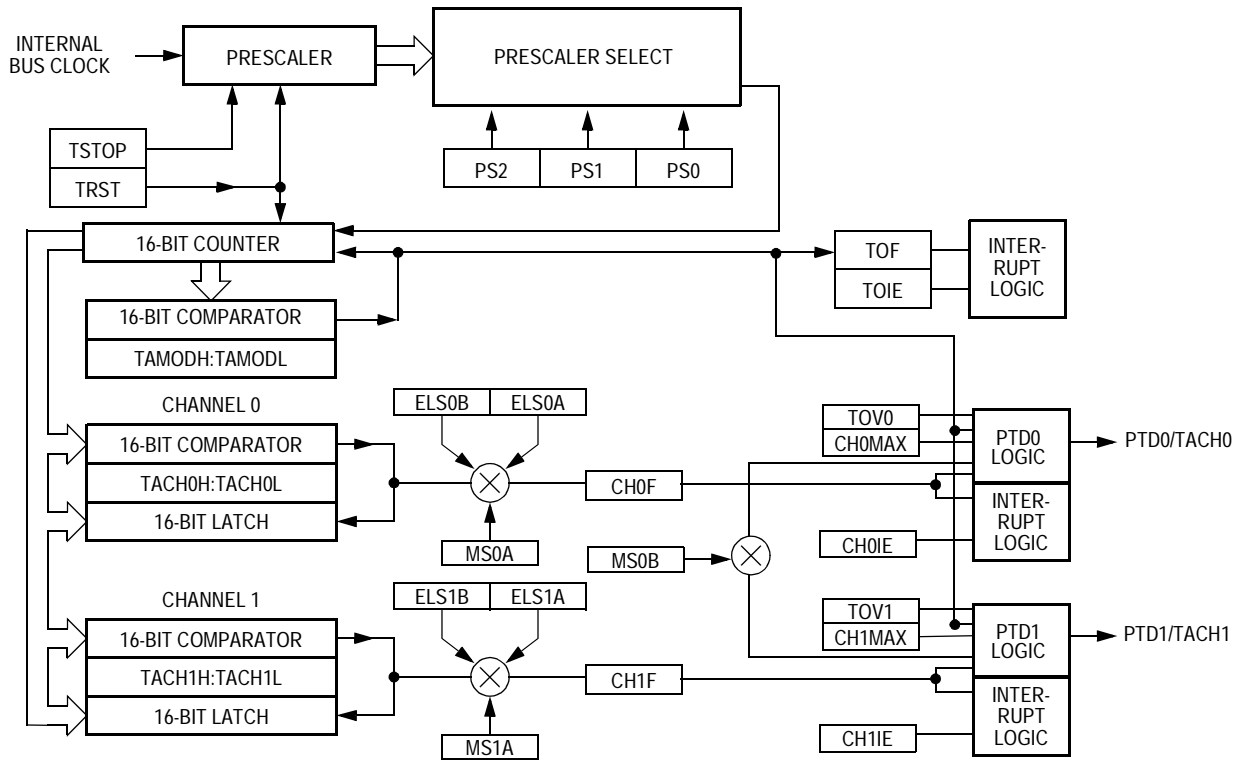 INTERNAL
BUS CLOCK
PRESCALER
PRESCALER SELECT
TSTOP
TRST
PS2
PS1
PS0
16-BIT COUNTER
16-BIT COMPARATOR
TAMODH:TAMODL
TOF
TOIE
INTER-
RUPT
LOGIC
CHANNEL 0
16-BIT COMPARATOR
TACH0H:TACH0L
16-BIT LATCH
ELS0B
ELS0A
MS0A
CH0F
MS0B
TOV0
CH0MAX
CH0IE
PTD0
LOGIC
INTER-
RUPT
LOGIC
PTD0/TACH0
CHANNEL 1
16-BIT COMPARATOR
TACH1H:TACH1L
16-BIT LATCH
ELS1B
ELS1A
MS1A
CH1F
TOV1
CH1MAX
CH1IE
PTD1
LOGIC
INTER-
RUPT
LOGIC
PTD1/TACH1